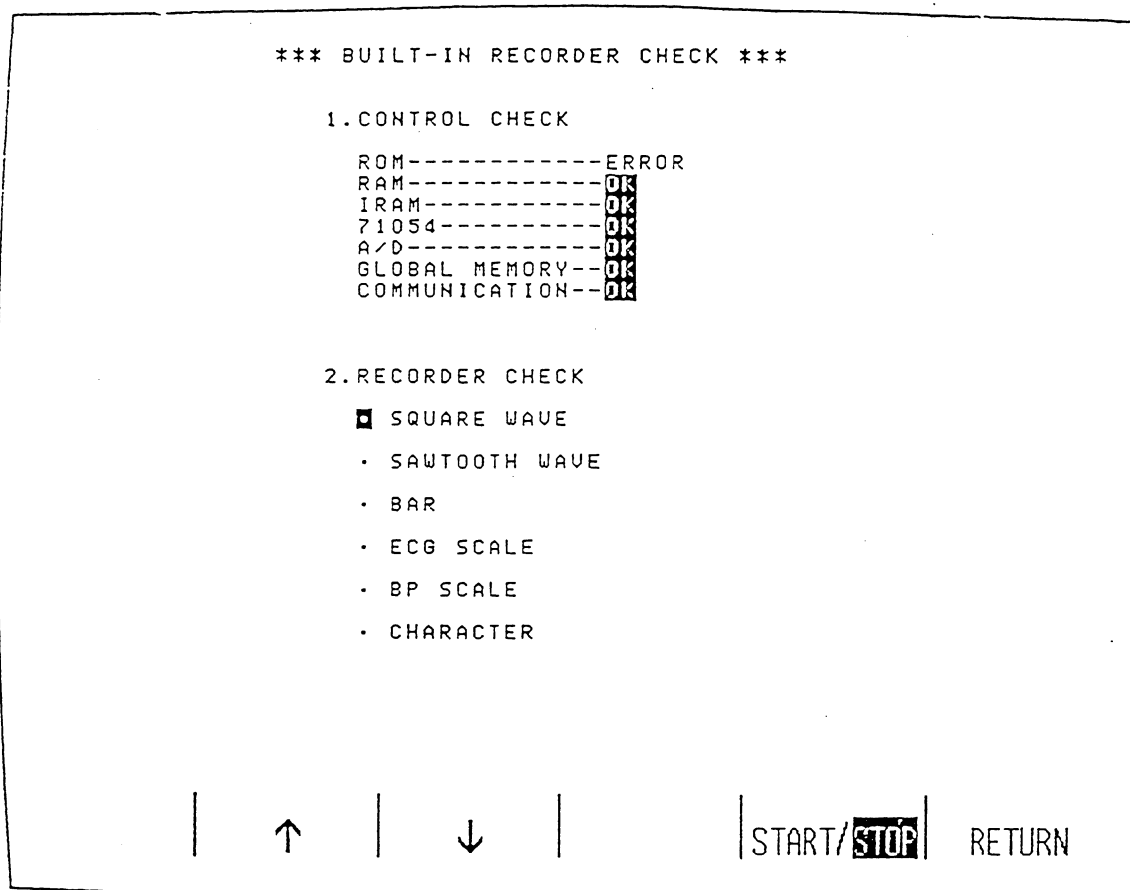 *** BUILT-IN RECORDER CHECK ***
1.CONTROL CHECK
ROM------------ERROR
RAM------------OK
IRAM-----------OK
71054----------OK
A/D------------OK
GLOBAL MEMORY--OK
COMMUNICATION--OK
2.RECORDER CHECK
SQUARE WAVE
· SAWTOOTH WAVE
· BAR
· ECG SCALE
· BP SCALE
· CHARACTER
↑ ↓ START/STOP RETURN